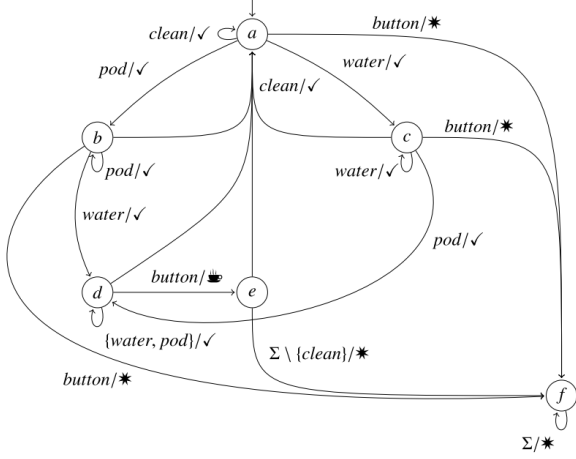 button/✷
clean/✓
a
water/✓
pod/✓
clean/✓
b
c
button/✷
pod/✓
water/✓
water/✓
pod/✓
button/☕
d
e
{water, pod}/✓
Σ \ {clean}/✷
button/✷
f
Σ/✷